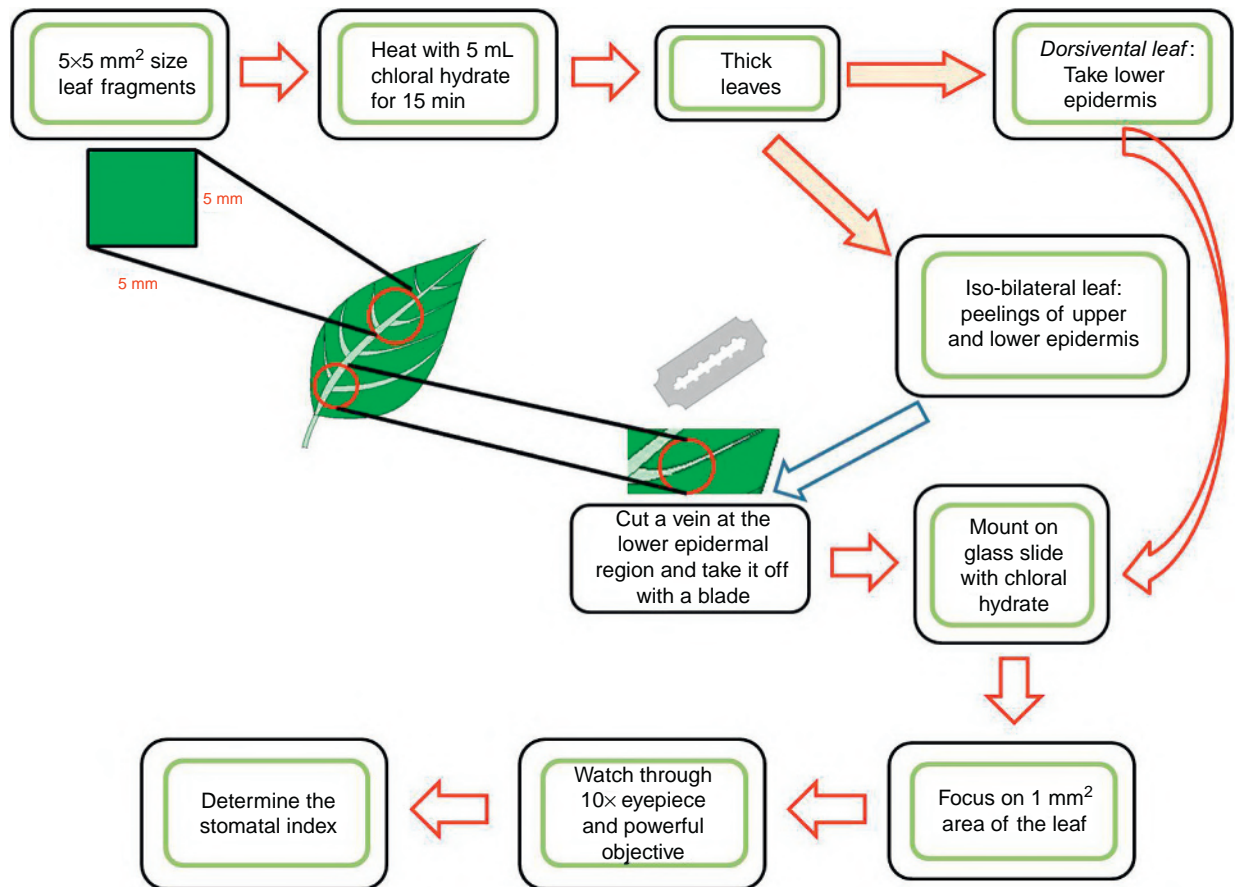 5×5 mm² size
leaf fragments
Heat with 5 mL
chloral hydrate
for 15 min
Thick
leaves
Dorsivental leaf:
Take lower
epidermis
5 mm
5 mm
Iso-bilateral leaf:
peelings of upper
and lower epidermis
Cut a vein at the
lower epidermal
region and take it off
with a blade
Mount on
glass slide
with chloral
hydrate
Focus on 1 mm²
area of the leaf
Watch through
10× eyepiece
and powerful
objective
Determine the
stomatal index